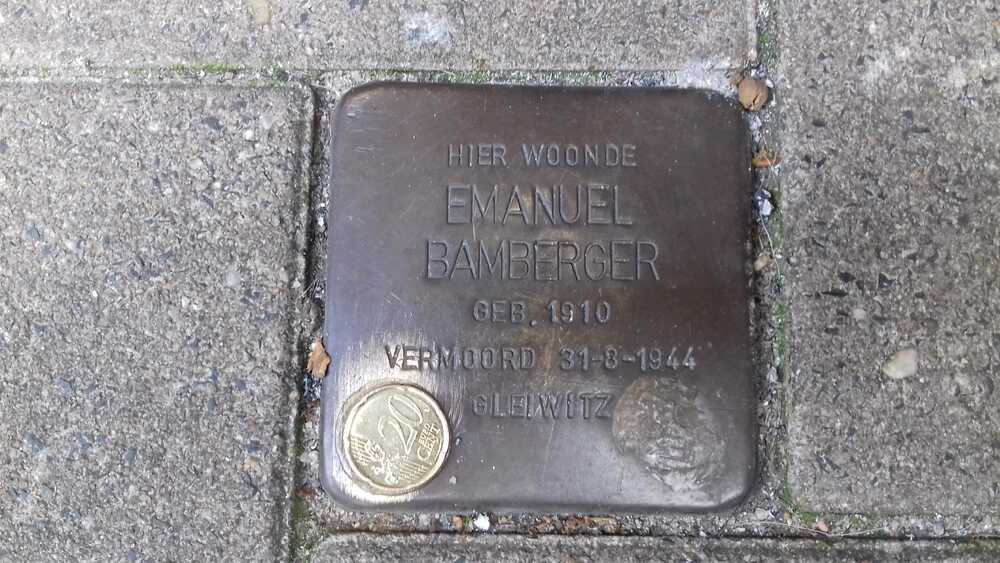 HIER WOONDE
EMANUEL
BAMBERGER
GEB. 1910
VERMOORD 31-8-1944
GLEIWITZ
20
EURO
CENT